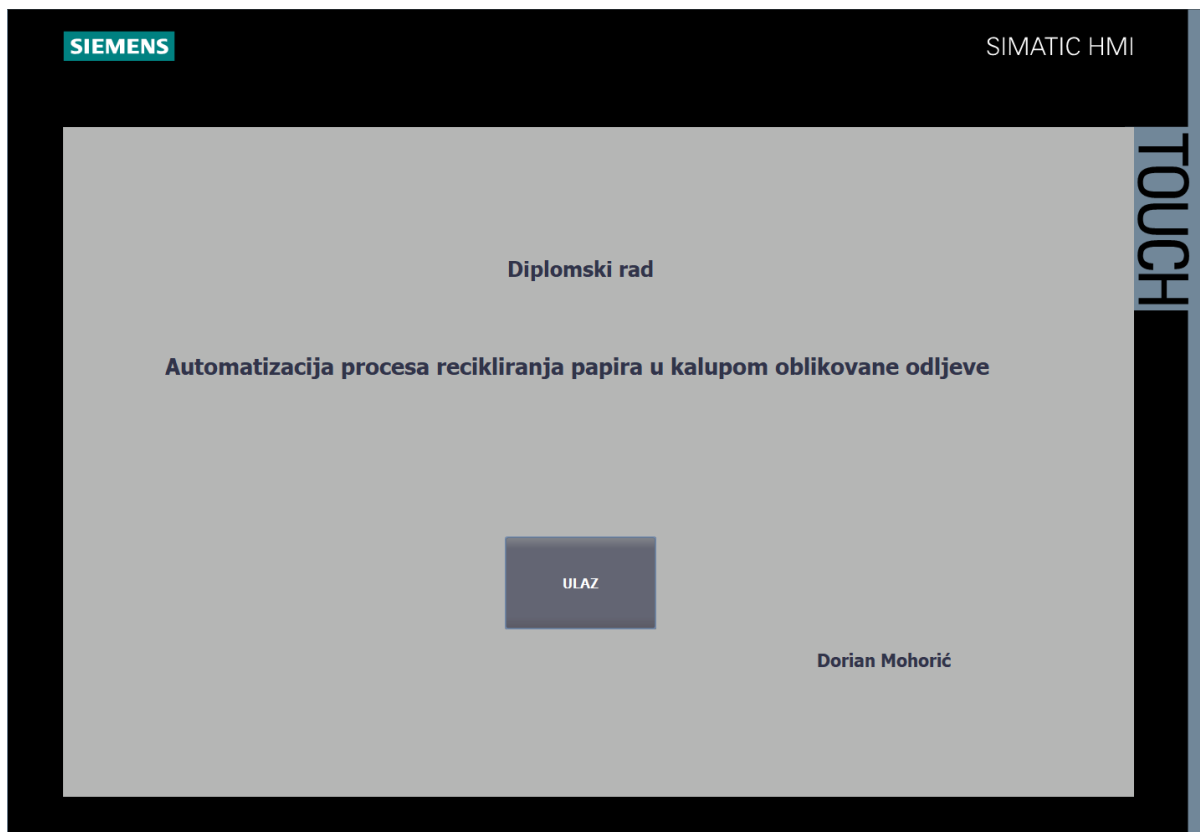 SIEMENS
SIMATIC HMI
TOUCH
Diplomski rad
Automatizacija procesa recikliranja papira u kalupom oblikovane odljeve
ULAZ
Dorian Mohorić